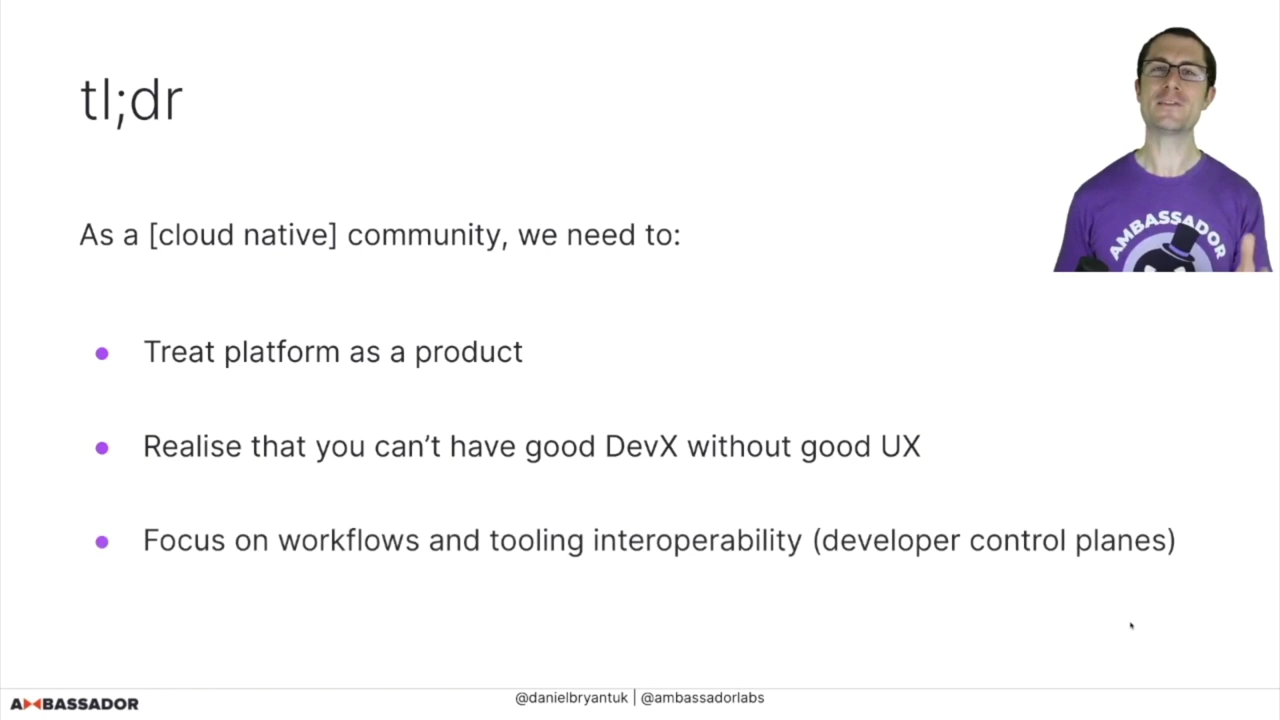 tl;dr
As a [cloud native] community, we need to:
AMBASSADOR
Treat platform as a product
Realise that you can’t have good DevX without good UX
Focus on workflows and tooling interoperability (developer control planes)
AMBASSADOR
@danielbryantuk | @ambassadorlabs